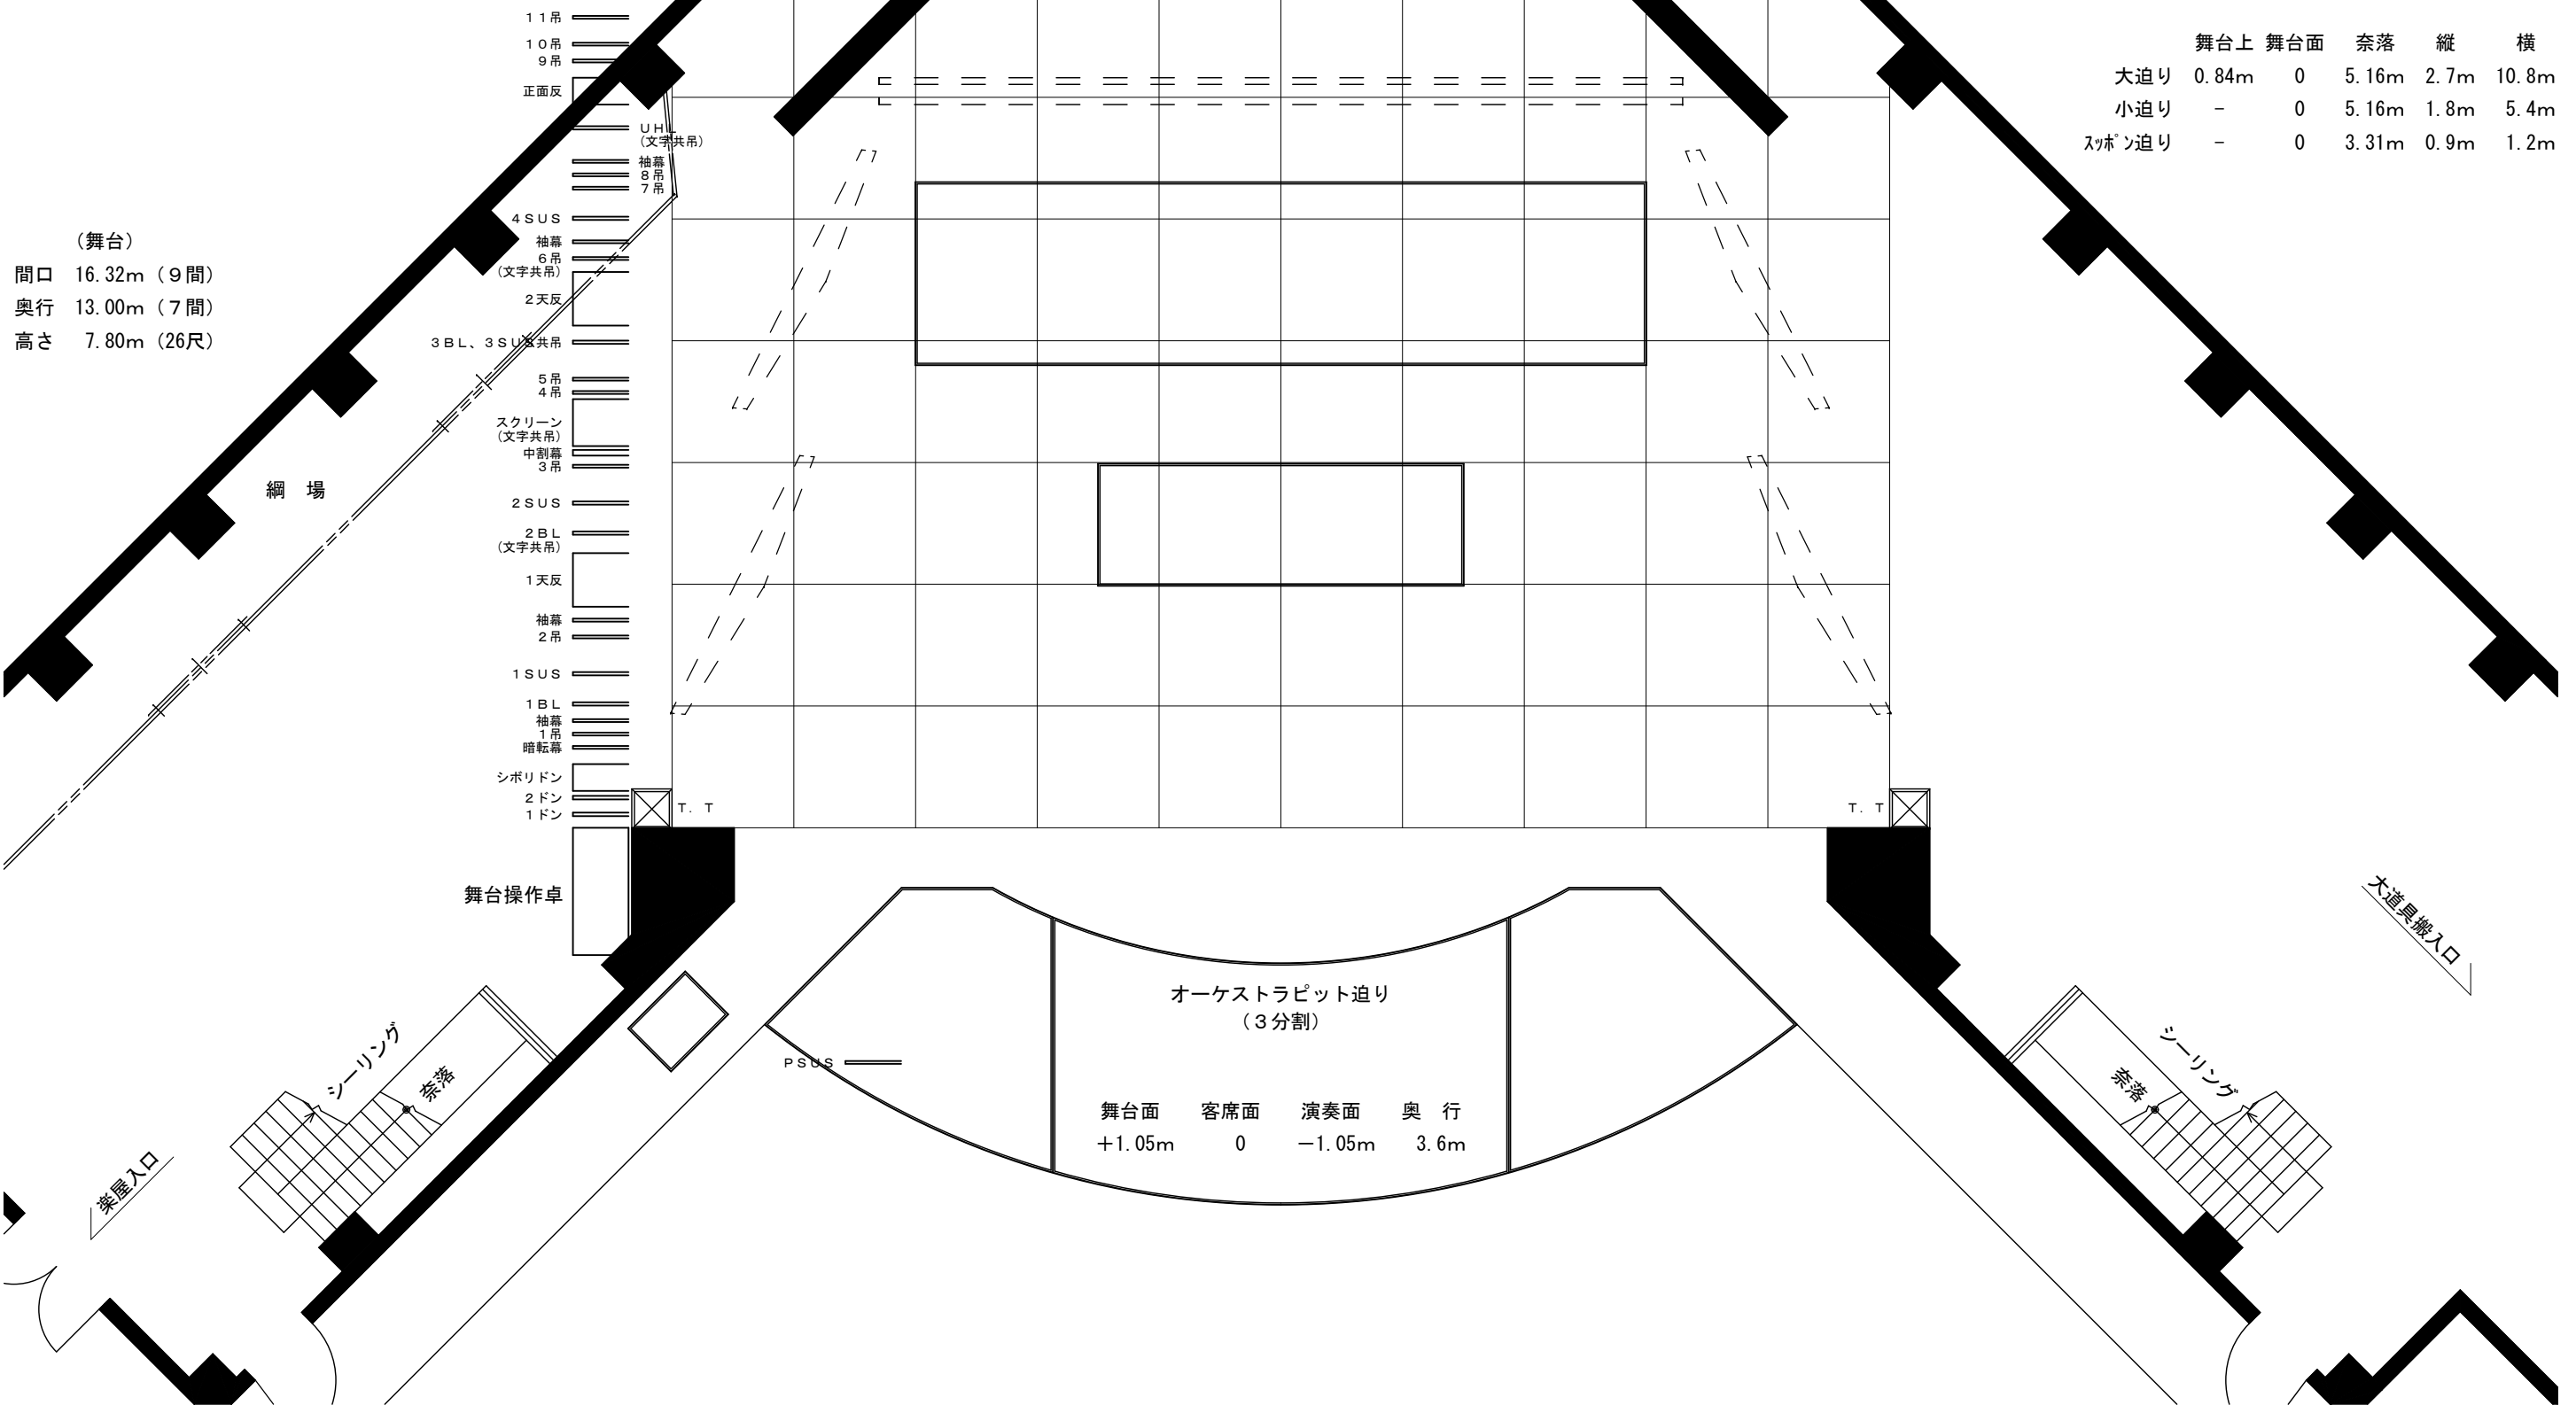 (舞台)
間口 16.32m (9間)
奥行 13.00m (7間)
高さ 7.80m (26尺)
11吊
10吊
9吊
正面反
UHL
(文字共吊)
袖幕
8吊
7吊
4SUS
袖幕
6吊
(文字共吊)
2天反
3BL、3SUS共吊
5吊
4吊
スクリーン
(文字共吊)
中割幕
3吊
2SUS
2BL
(文字共吊)
1天反
袖幕
2吊
1SUS
1BL
袖幕
1吊
暗転幕
シボリドン
2ドン
1ドン
舞台操作卓
綱 場
T. T
T. T
舞台上 舞台面 奈落 縦 横
大迫り 0.84m 0 5.16m 2.7m 10.8m
小迫り - 0 5.16m 1.8m 5.4m
スッポン迫り - 0 3.31m 0.9m 1.2m
オーケストラピット迫り
(3分割)
PSUS
舞台面 客席面 演奏面 奥 行
+1.05m 0 −1.05m 3.6m
シーリング
奈落
楽屋入口
大道具搬入口
シーリング
奈落